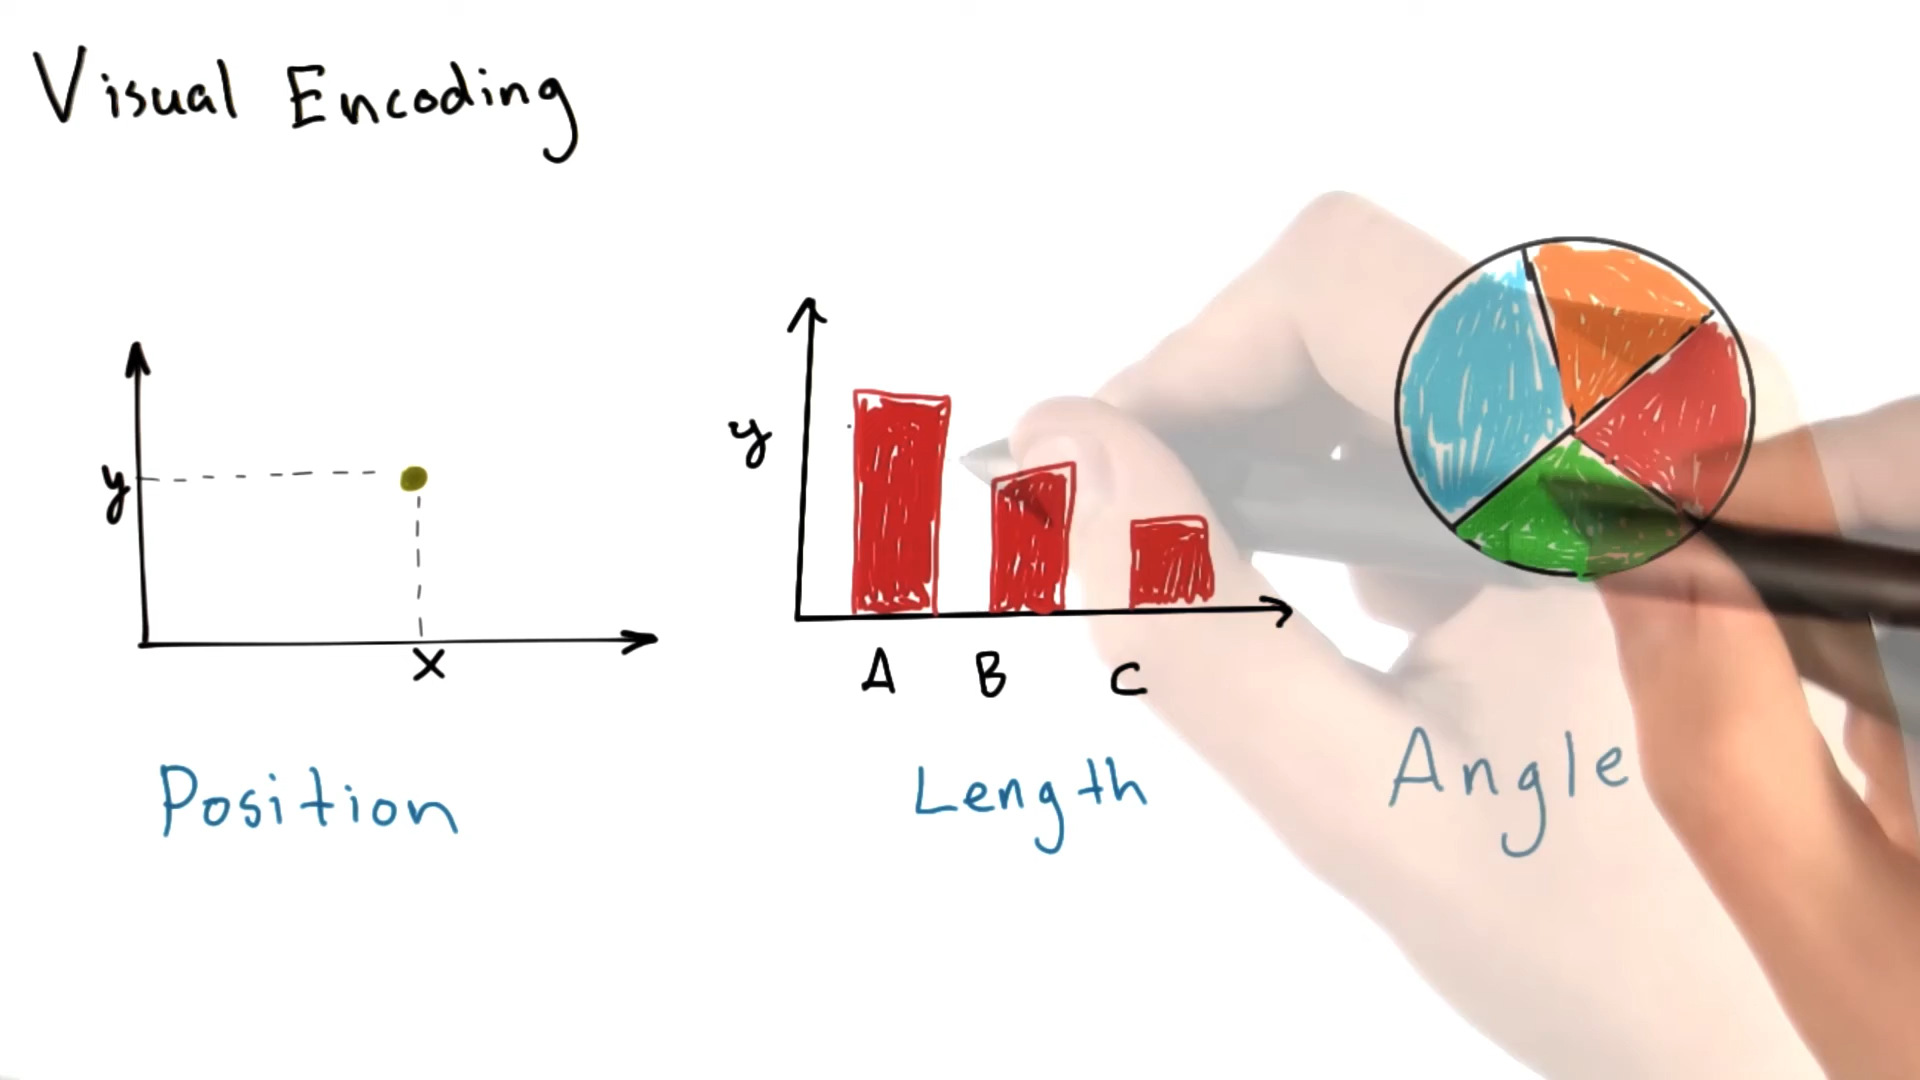 Visual Encoding
y
x
Position
y
A B C
Length
Angle